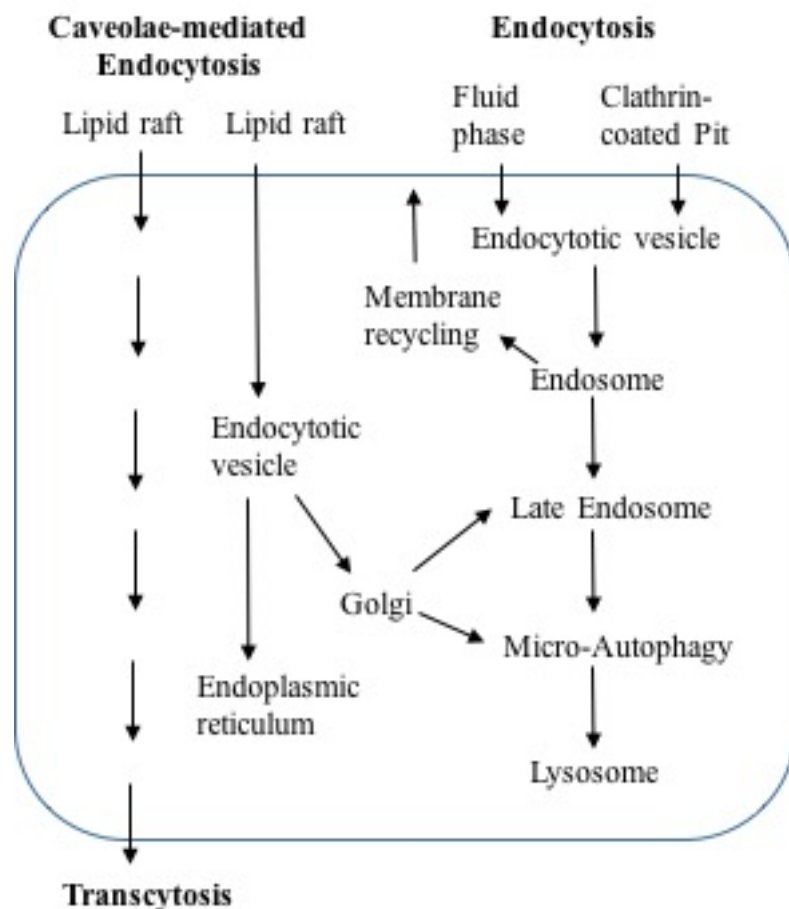 Caveolae-mediated
Endocytosis
Endocytosis
Lipid raft
Lipid raft
Fluid
phase
Clathrin-
coated Pit
Endocytotic vesicle
Membrane
recycling
Endosome
Endocytotic
vesicle
Late Endosome
Golgi
Micro-Autophagy
Endoplasmic
reticulum
Lysosome
Transcytosis